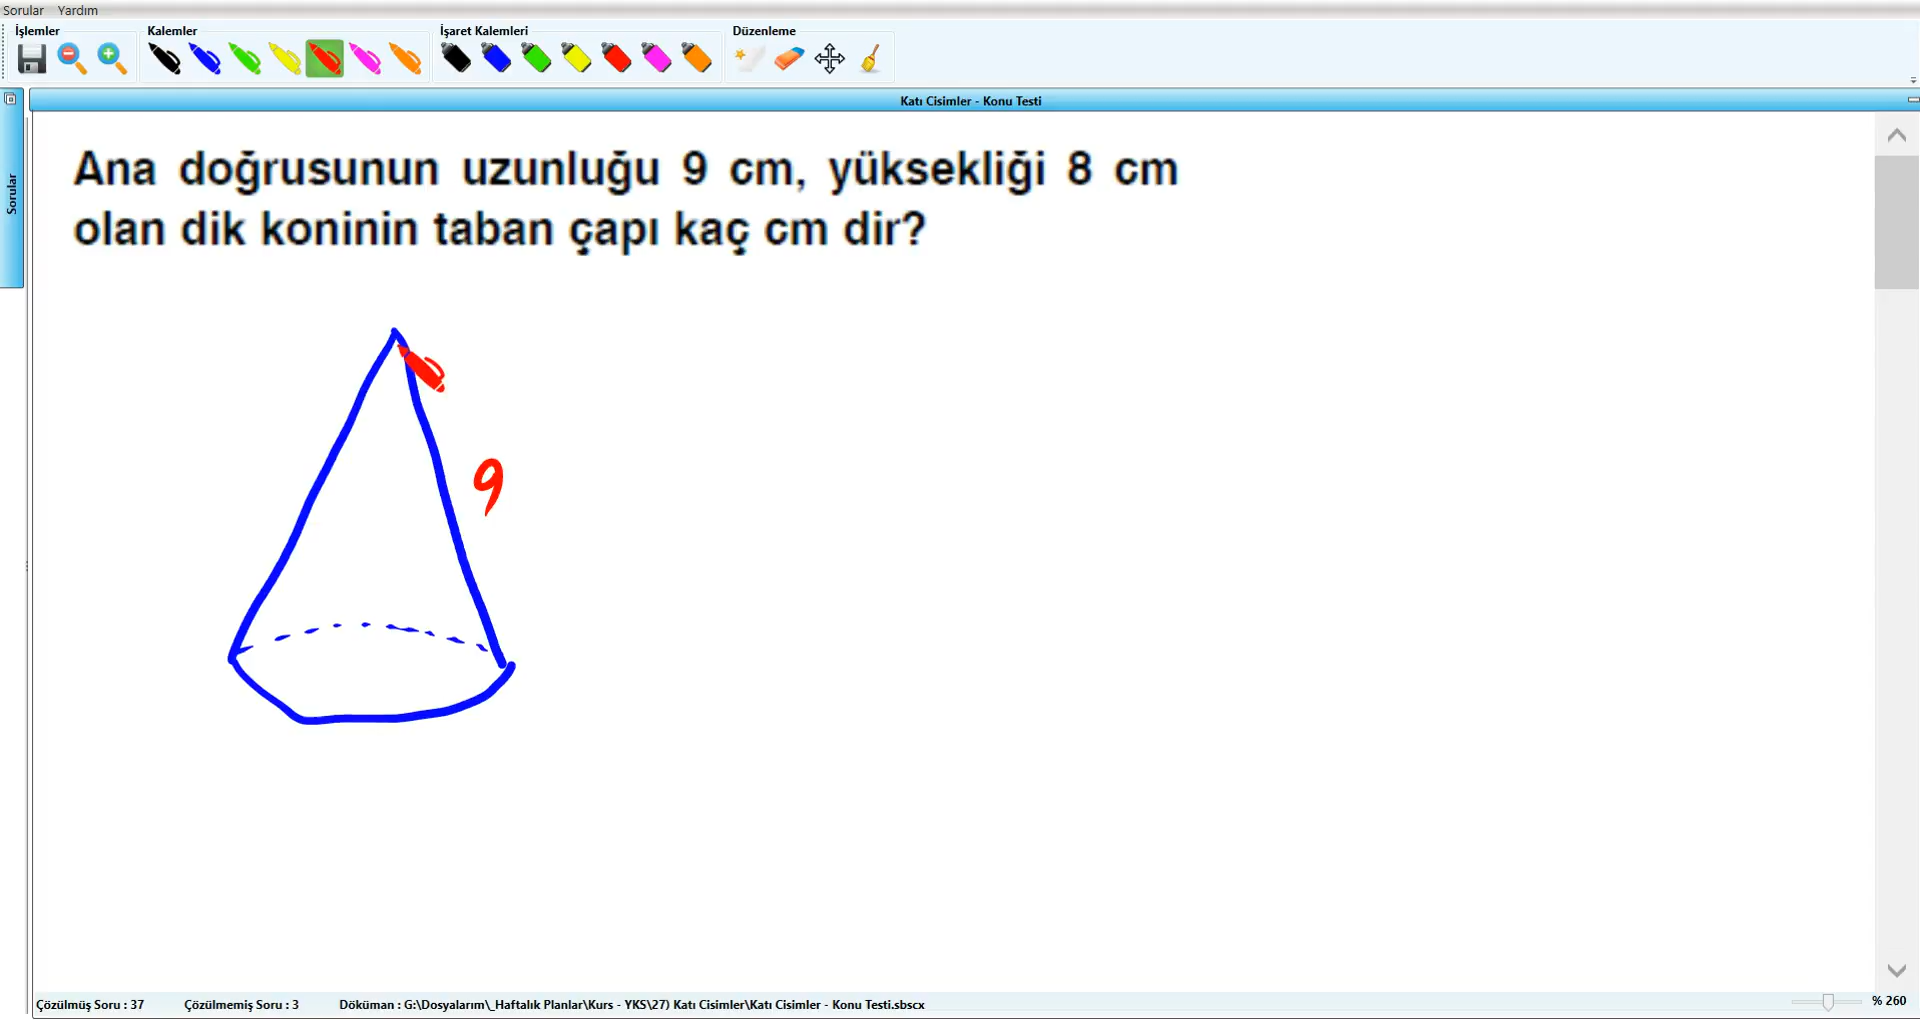 Sorular Yardım
İşlemler Kalemler İşaret Kalemleri Düzenleme
Katı Cisimler - Konu Testi
Sorular
Ana doğrusunun uzunluğu 9 cm, yüksekliği 8 cm
olan dik koninin taban çapı kaç cm dir?
9
Çözülmüş Soru : 37 Çözülmemiş Soru : 3 Döküman : G:\Dosyalarım\_Haftalık Planlar\Kurs - YKS\27) Katı Cisimler\Katı Cisimler - Konu Testi.sbscx % 260